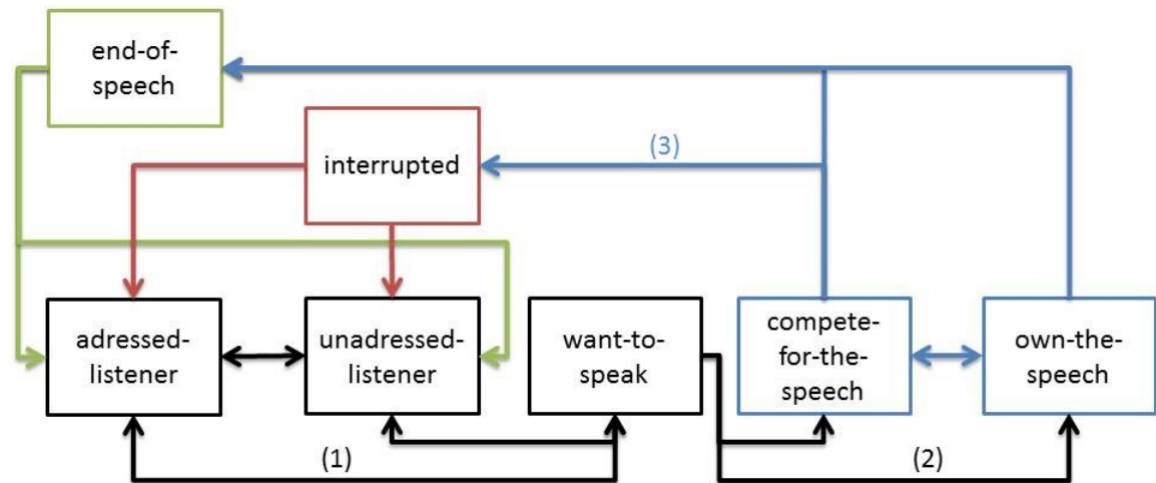 end-of-
speech
interrupted
(3)
adressed-
listener
unadressed-
listener
want-to-
speak
compete-
for-the-
speech
own-the-
speech
(1)
(2)